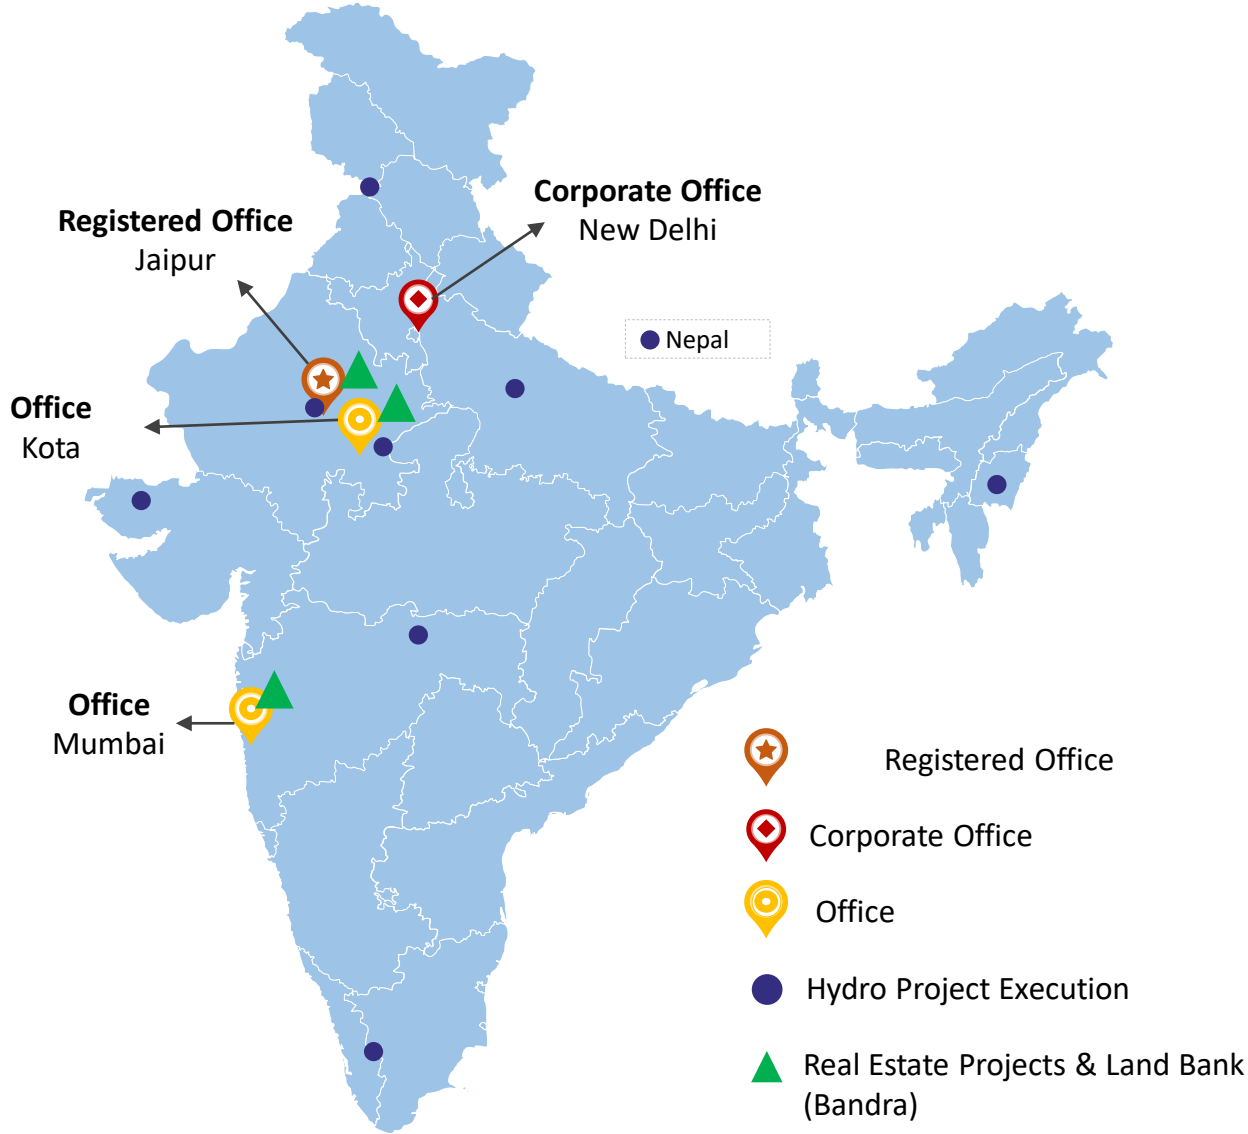 Corporate Office
New Delhi
Registered Office
Jaipur
Nepal
Office
Kota
Office
Mumbai
Registered Office
Corporate Office
Office
Hydro Project Execution
Real Estate Projects & Land Bank
(Bandra)